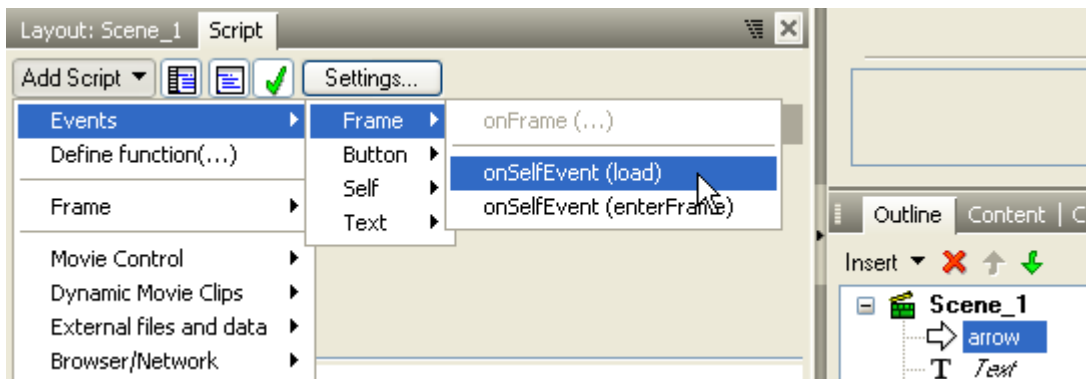 Layout: Scene_1 Script
Add Script Settings...
Events
Define function(...)
Frame
Movie Control
Dynamic Movie Clips
External files and data
Browser/Network
Frame
Button
Self
Text
onFrame (...)
onSelfEvent (load)
onSelfEvent (enterFrame)
Outline Content
Insert
Scene_1
arrow
T Text